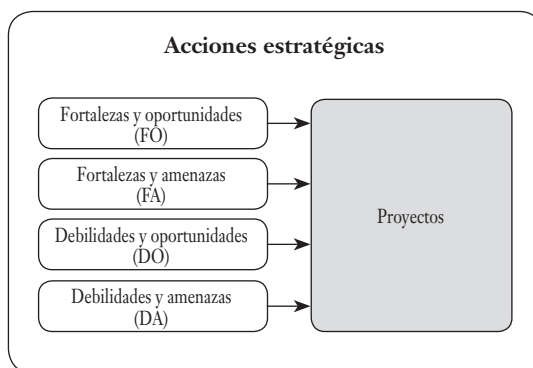 Acciones estratégicas
Fortalezas y oportunidades
(FO)
Fortalezas y amenazas
(FA)
Debilidades y oportunidades
(DO)
Debilidades y amenazas
(DA)
Proyectos